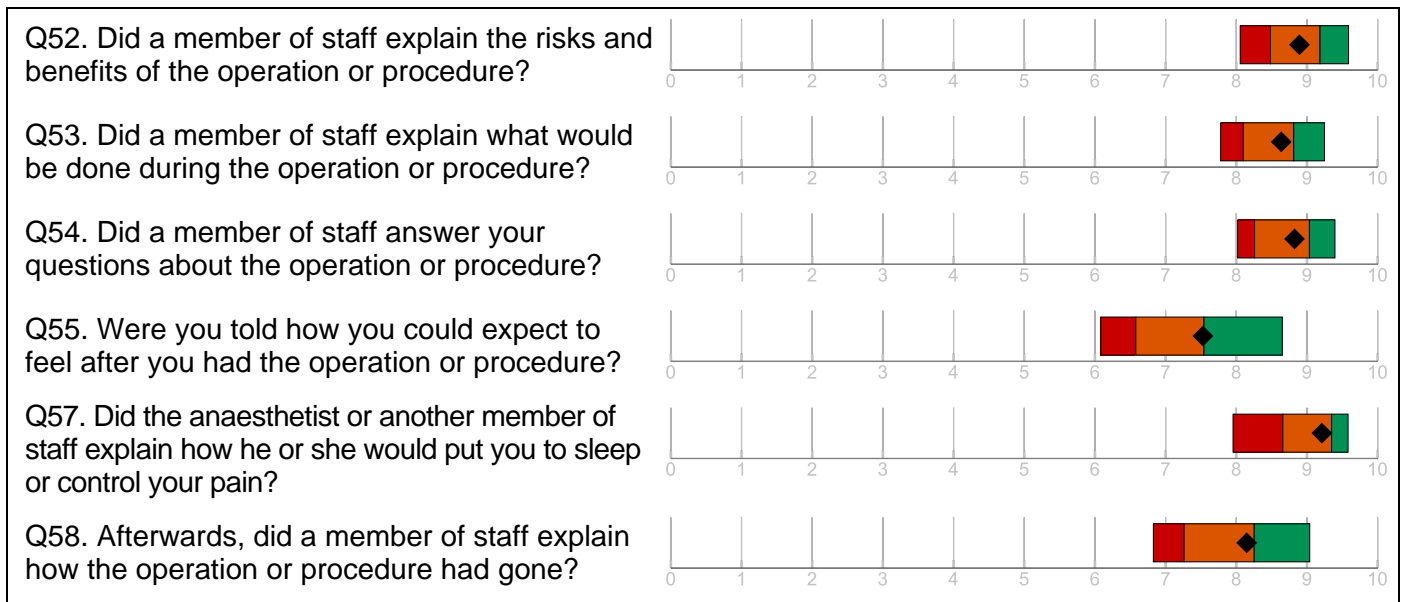 Q52. Did a member of staff explain the risks and
benefits of the operation or procedure?
0 1 2 3 4 5 6 7 8 9 10
Q53. Did a member of staff explain what would
be done during the operation or procedure?
0 1 2 3 4 5 6 7 8 9 10
Q54. Did a member of staff answer your
questions about the operation or procedure?
0 1 2 3 4 5 6 7 8 9 10
Q55. Were you told how you could expect to
feel after you had the operation or procedure?
0 1 2 3 4 5 6 7 8 9 10
Q57. Did the anaesthetist or another member of
staff explain how he or she would put you to sleep
or control your pain?
0 1 2 3 4 5 6 7 8 9 10
Q58. Afterwards, did a member of staff explain
how the operation or procedure had gone?
0 1 2 3 4 5 6 7 8 9 10